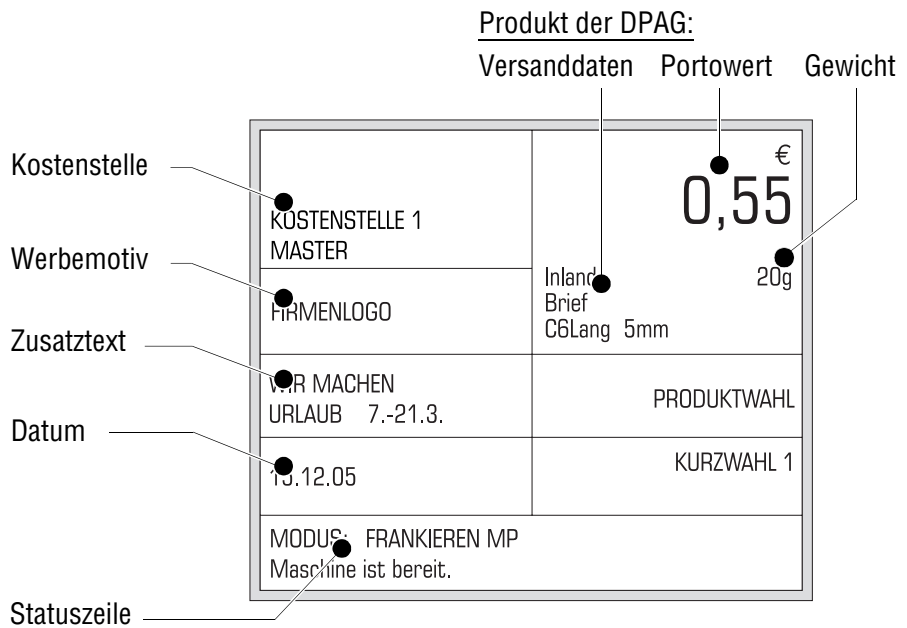 Produkt der DPAG:
Versanddaten Portowert Gewicht
Kostenstelle
€
0,55
KOSTENSTELLE 1
MASTER
Werbemotiv
Inland 20g
Brief
C6Lang 5mm
FIRMENLOGO
Zusatztext
WIR MACHEN
URLAUB 7.-21.3.
PRODUKTWAHL
Datum
KURZWAHL 1
MODUS: FRANKIEREN MP
Maschine ist bereit.
Statuszeile